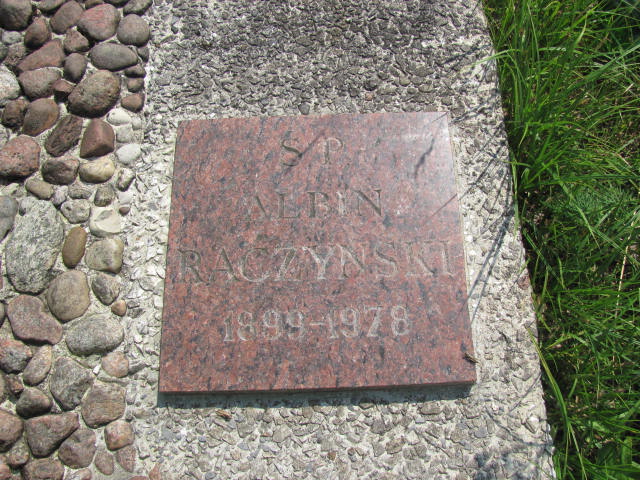 S.P.
ALBIN
RACZYNSKI
1899-1978